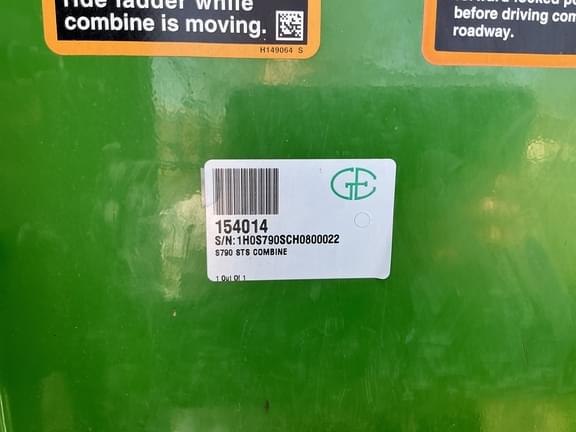 ride ladder while
combine is moving.
H149064 S
before driving com
roadway.
154014
S/N:1H0S790SCH0800022
S790 STS COMBINE
1 Out Of 1